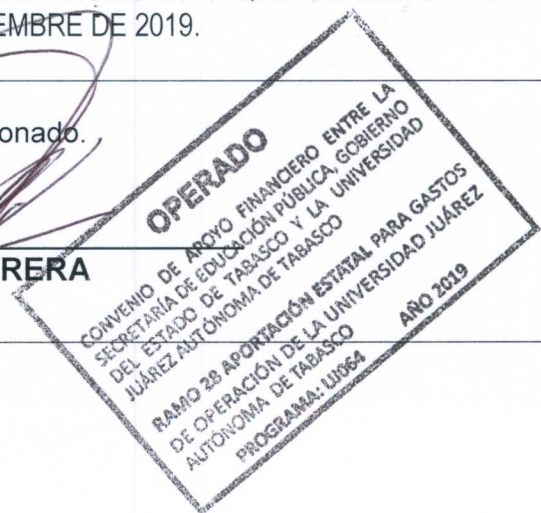 EMBRE DE 2019.
onado.
RERA
OPERADO
CONVENIO DE APOYO FINANCIERO ENTRE LA
SECRETARÍA DE EDUCACIÓN PÚBLICA, GOBIERNO
DEL ESTADO DE TABASCO Y LA UNIVERSIDAD
JUÁREZ AUTÓNOMA DE TABASCO
RAMO 28 APORTACIÓN ESTATAL PARA GASTOS
DE OPERACIÓN DE LA UNIVERSIDAD JUÁREZ
AUTÓNOMA DE TABASCO AÑO 2019
PROGRAMA: UJ064